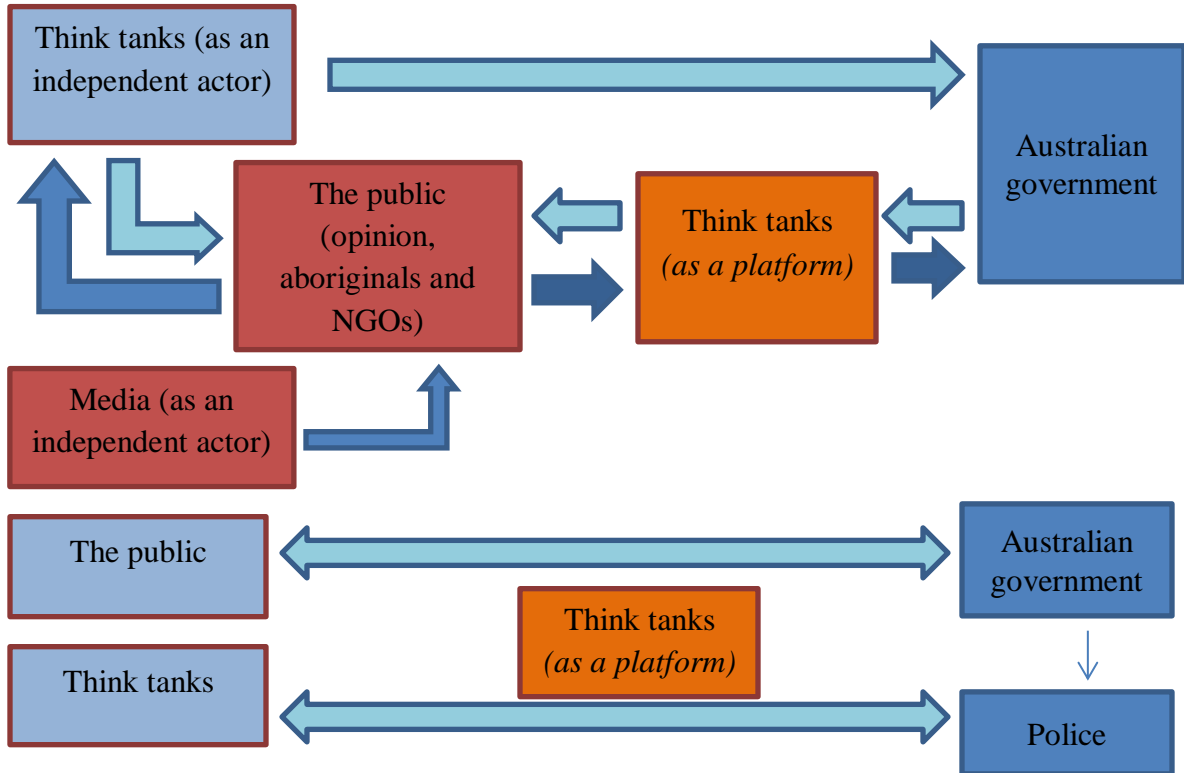 Think tanks (as an
independent actor)
Australian
government
The public
(opinion,
aboriginals and
NGOs)
Think tanks
(as a platform)
Media (as an
independent actor)
The public
Australian
government
Think tanks
(as a platform)
Think tanks
Police